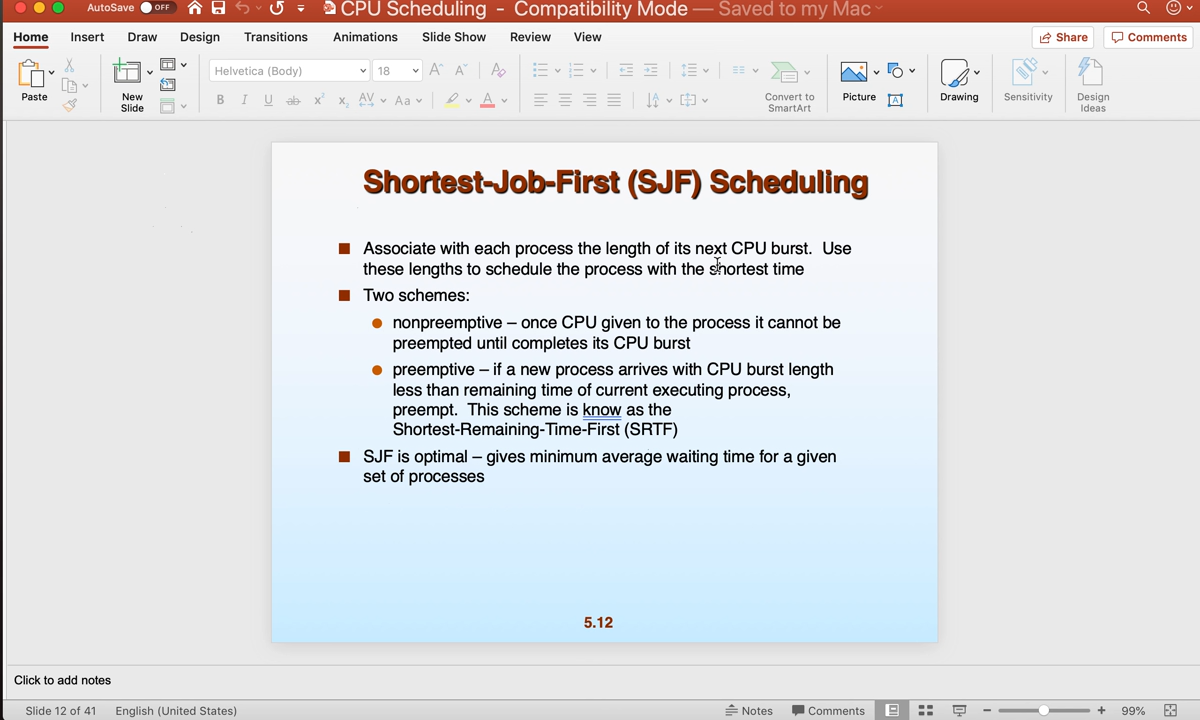 AutoSave OFF CPU Scheduling - Compatibility Mode — Saved to my Mac
Home Insert Draw Design Transitions Animations Slide Show Review View Share Comments
Paste
New
Slide
Helvetica (Body) 18
Convert to
SmartArt
Picture
Drawing
Sensitivity
Design
Ideas
Shortest-Job-First (SJF) Scheduling
Associate with each process the length of its next CPU burst. Use
these lengths to schedule the process with the shortest time
Two schemes:
nonpreemptive – once CPU given to the process it cannot be
preempted until completes its CPU burst
preemptive – if a new process arrives with CPU burst length
less than remaining time of current executing process,
preempt. This scheme is know as the
Shortest-Remaining-Time-First (SRTF)
SJF is optimal – gives minimum average waiting time for a given
set of processes
5.12
Click to add notes
Slide 12 of 41 English (United States) Notes Comments 99%